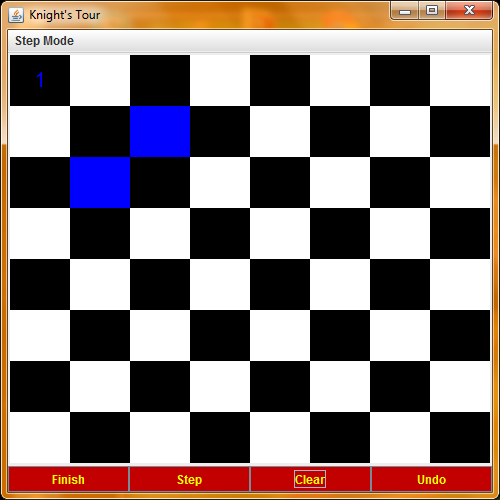 Knight's Tour
Step Mode
1
Finish Step Clear Undo